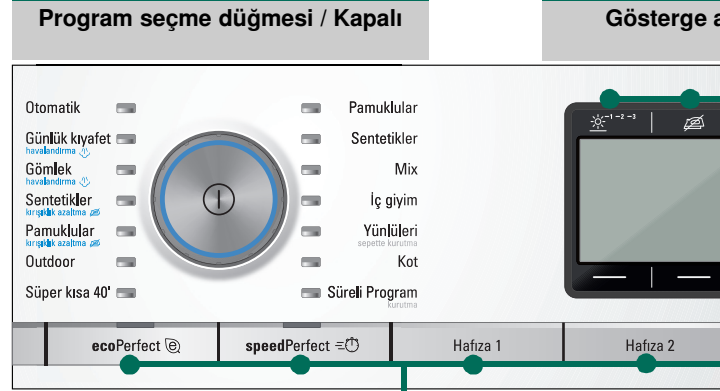 Program seçme düğmesi / Kapalı
Gösterge a
Otomatik
Günlük kıyafet
havalandırma
Gömlek
havalandırma
Sentetikler
kırışıklık azaltma
Pamuklular
kırışıklık azaltma
Outdoor
Süper kısa 40'
Pamuklular
Sentetikler
Mix
İç giyim
Yünlüleri
sepette kurutma
Kot
Süreli Program
kurutma
-1 -2 -3
ecoPerfect
speedPerfect
Hafıza 1
Hafıza 2